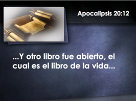 Apocalipsis 20:12
...Y otro libro fue abierto, el
cual es el libro de la vida...